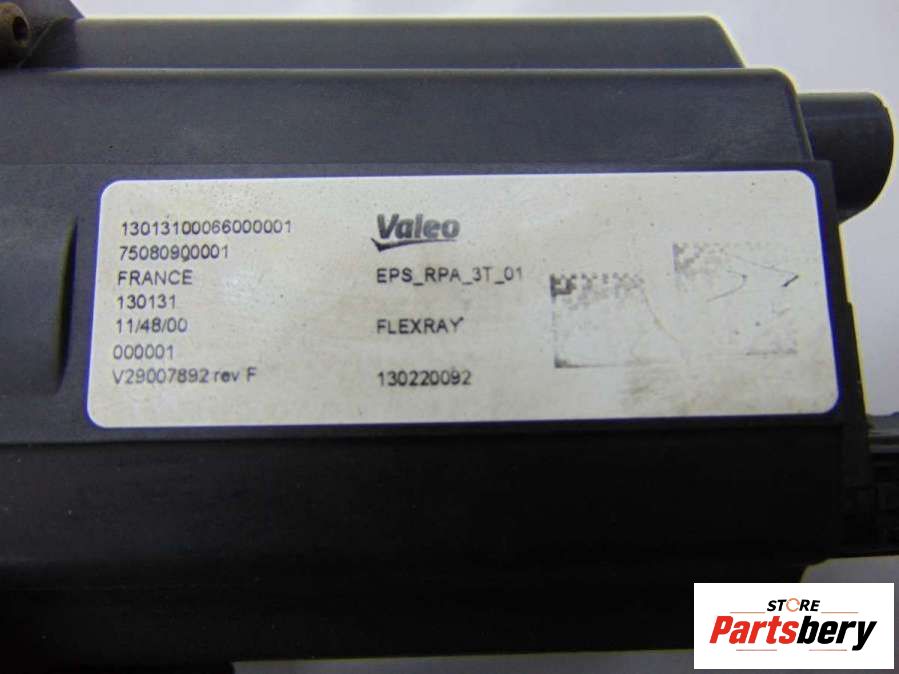 13013100066000001
75080900001
FRANCE
130131
11/48/00
000001
V29007892 rev F
Valeo
EPS_RPA_3T_01
FLEXRAY
130220092
STORE
Partsbery